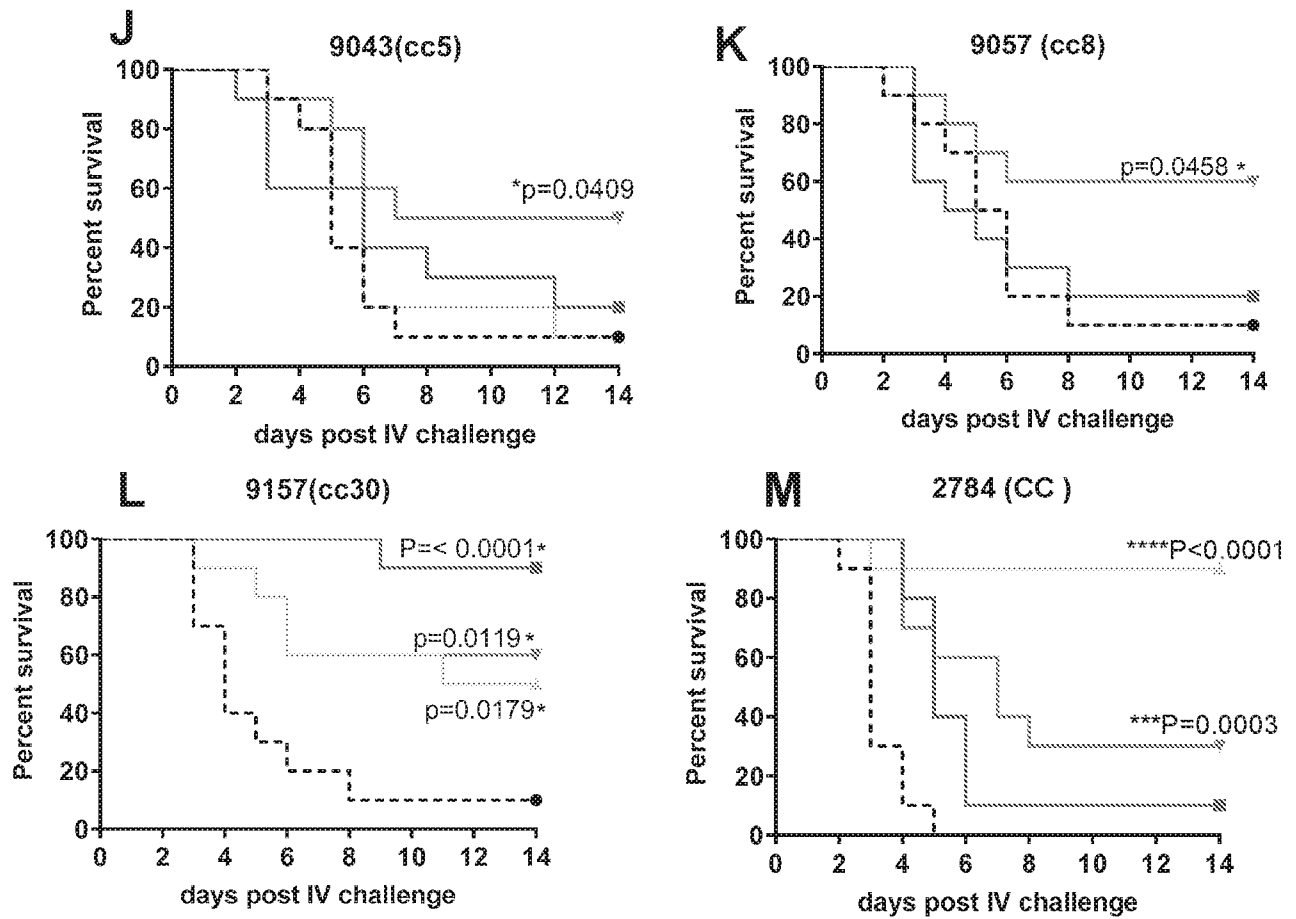 J
9043(cc5)
Percent survival
100
80
60
40
20
0
*p=0.0409
0 2 4 6 8 10 12 14
days post IV challenge
K
9057 (cc8)
Percent survival
100
80
60
40
20
0
p=0.0458 *
0 2 4 6 8 10 12 14
days post IV challenge
L
9157(cc30)
Percent survival
100
80
60
40
20
0
P=< 0.0001*
p=0.0119*
p=0.0179*
0 2 4 6 8 10 12 14
days post IV challenge
M
2784 (CC )
Percent survival
100
80
60
40
20
0
****P<0.0001
***P=0.0003
0 2 4 6 8 10 12 14
days post IV challenge